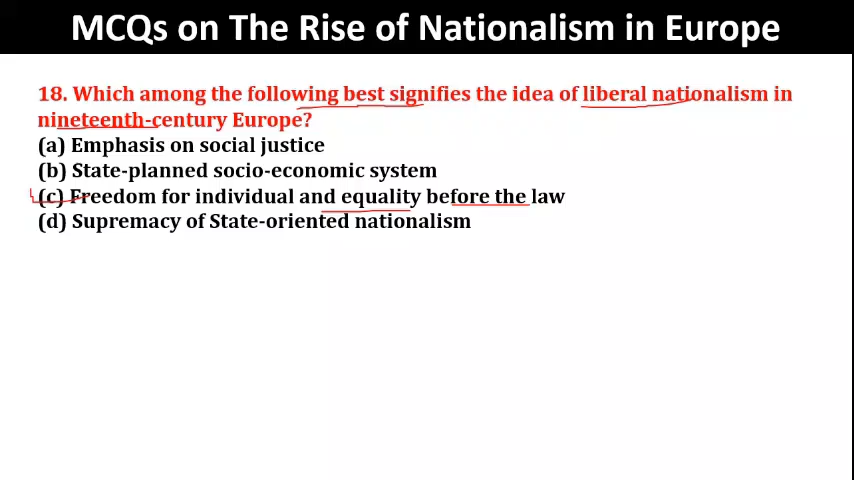 MCQs on The Rise of Nationalism in Europe
18. Which among the following best signifies the idea of liberal nationalism in
nineteenth-century Europe?
(a) Emphasis on social justice
(b) State-planned socio-economic system
(c) Freedom for individual and equality before the law
(d) Supremacy of State-oriented nationalism